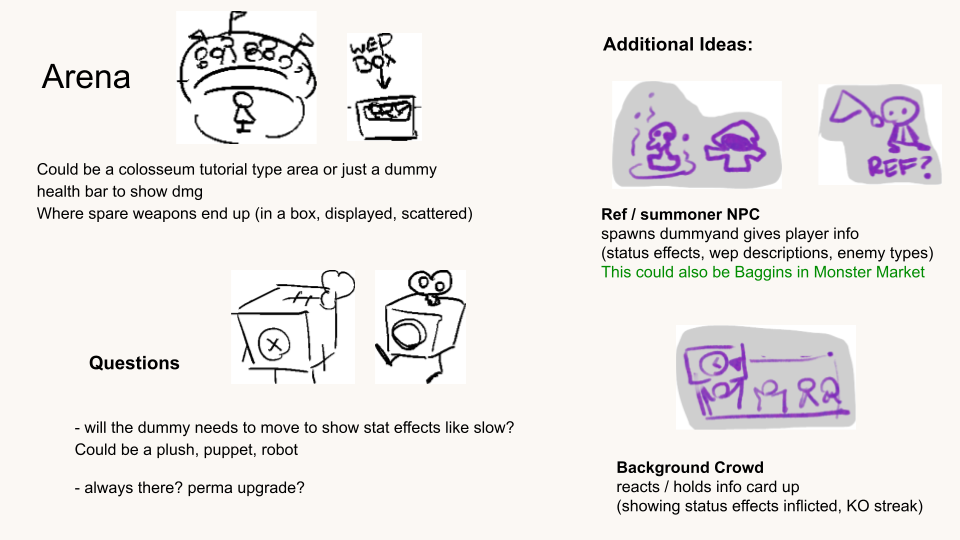 Arena
WEP
BOX
Could be a colosseum tutorial type area or just a dummy
health bar to show dmg
Where spare weapons end up (in a box, displayed, scattered)
Questions
- will the dummy needs to move to show stat effects like slow?
Could be a plush, puppet, robot
- always there? perma upgrade?
Additional Ideas:
REF?
Ref / summoner NPC
spawns dummyand gives player info
(status effects, wep descriptions, enemy types)
This could also be Baggins in Monster Market
Background Crowd
reacts / holds info card up
(showing status effects inflicted, KO streak)